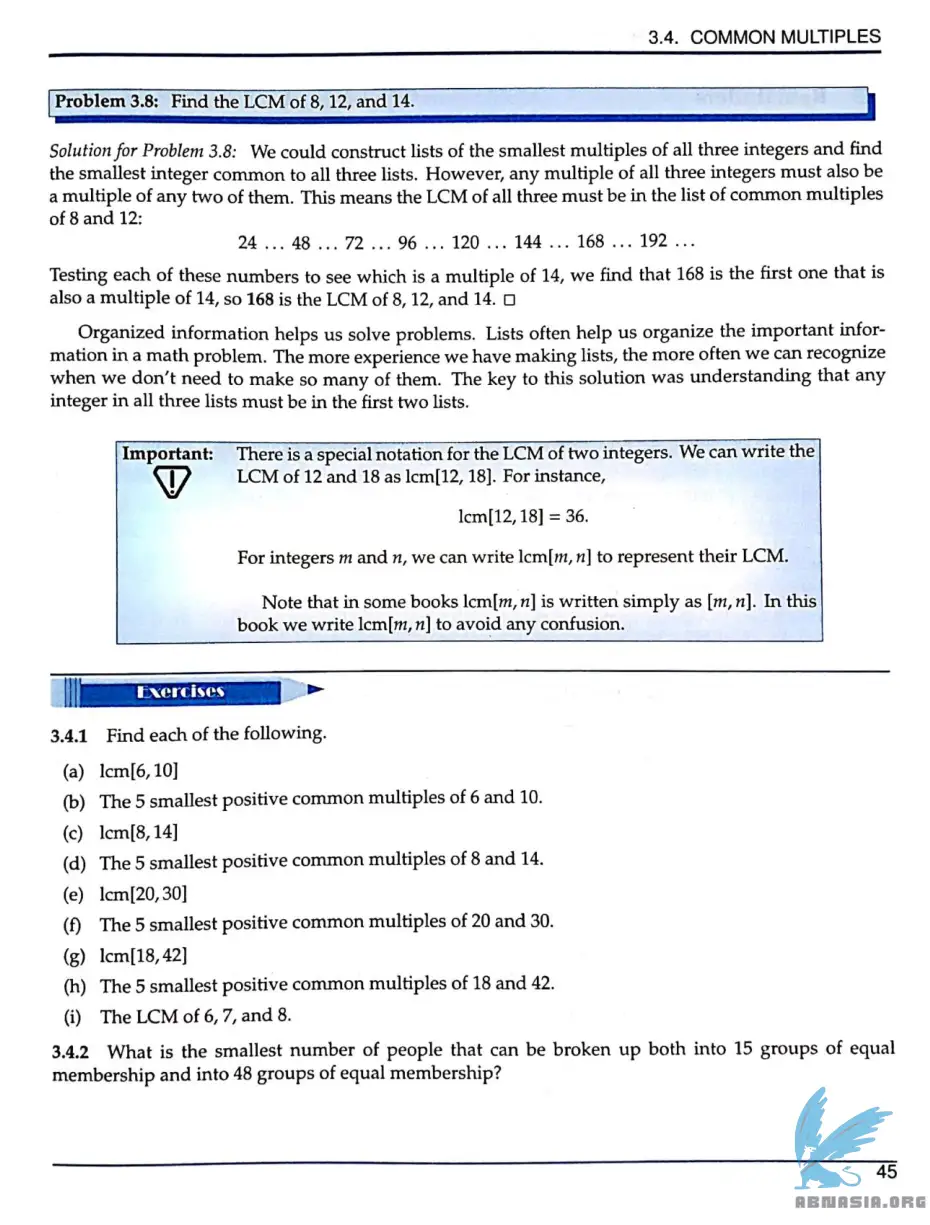 3.4. COMMON MULTIPLES
Problem 3.8: Find the LCM of 8, 12, and 14.
Solution for Problem 3.8: We could construct lists of the smallest multiples of all three integers and find
the smallest integer common to all three lists. However, any multiple of all three integers must also be
a multiple of any two of them. This means the LCM of all three must be in the list of common multiples
of 8 and 12:
24 ... 48 ... 72 ... 96 ... 120 ... 144 ... 168 ... 192 ...
Testing each of these numbers to see which is a multiple of 14, we find that 168 is the first one that is
also a multiple of 14, so 168 is the LCM of 8, 12, and 14. □
Organized information helps us solve problems. Lists often help us organize the important infor-
mation in a math problem. The more experience we have making lists, the more often we can recognize
when we don't need to make so many of them. The key to this solution was understanding that any
integer in all three lists must be in the first two lists.
Important: There is a special notation for the LCM of two integers. We can write the
LCM of 12 and 18 as lcm[12, 18]. For instance,
lcm[12, 18] = 36.
For integers m and n, we can write lcm[m, n] to represent their LCM.
Note that in some books lcm[m, n] is written simply as [m, n]. In this
book we write lcm[m, n] to avoid any confusion.
Exercises
3.4.1 Find each of the following.
(a) lcm[6, 10]
(b) The 5 smallest positive common multiples of 6 and 10.
(c) lcm[8, 14]
(d) The 5 smallest positive common multiples of 8 and 14.
(e) lcm[20, 30]
(f) The 5 smallest positive common multiples of 20 and 30.
(g) lcm[18, 42]
(h) The 5 smallest positive common multiples of 18 and 42.
(i) The LCM of 6, 7, and 8.
3.4.2 What is the smallest number of people that can be broken up both into 15 groups of equal
membership and into 48 groups of equal membership?
45
ABNASIA.ORG